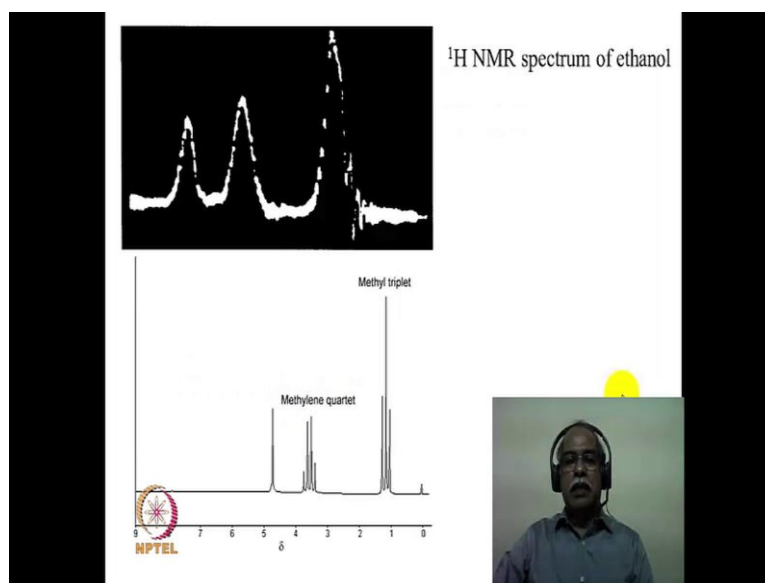 ¹H NMR spectrum of ethanol
Methyl triplet
Methylene quartet
9 7 6 5 4 3 2 1 0
δ
NPTEL